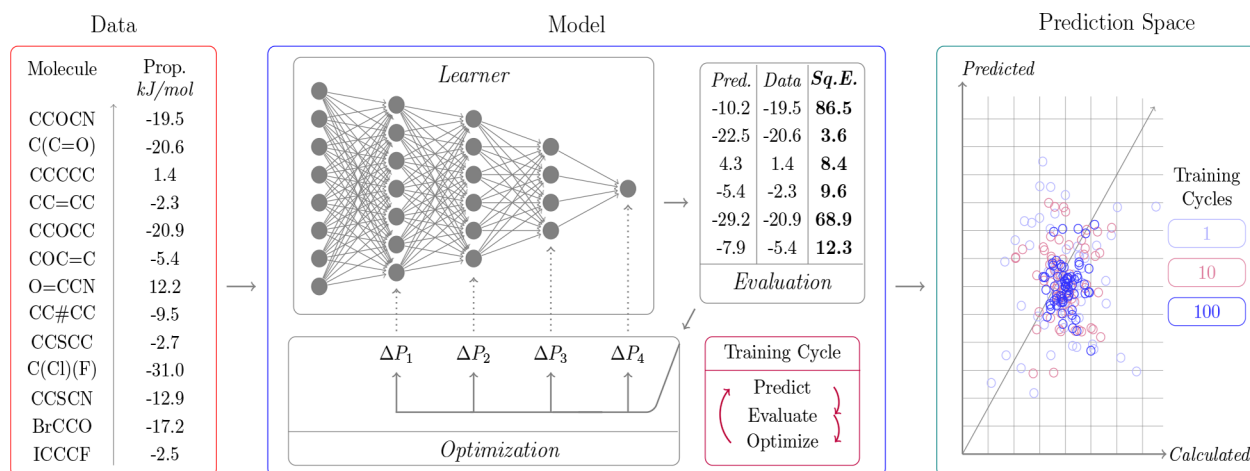 Data
Model
Prediction Space
Molecule
Prop.
kJ/mol
CCOCN -19.5
C(C=O) -20.6
CCCCC 1.4
CC=CC -2.3
CCOCC -20.9
COC=C -5.4
O=CCN 12.2
CC#CC -9.5
CCSCC -2.7
C(Cl)(F) -31.0
CCSCN -12.9
BrCCO -17.2
ICCCF -2.5
Learner
Pred. Data Sq.E.
-10.2 -19.5 86.5
-22.5 -20.6 3.6
4.3 1.4 8.4
-5.4 -2.3 9.6
-29.2 -20.9 68.9
-7.9 -5.4 12.3
Evaluation
ΔP1 ΔP2 ΔP3 ΔP4
Optimization
Training Cycle
Predict
Evaluate
Optimize
Predicted
Calculated
Training
Cycles
1
10
100